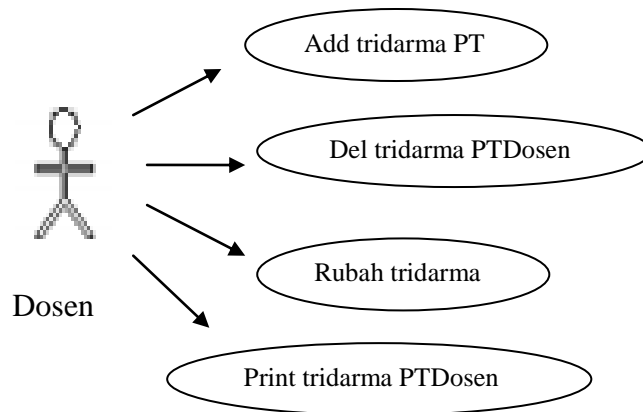 Add tridarma PT
Del tridarma PTDosen
Rubah tridarma
Dosen
Print tridarma PTDosen